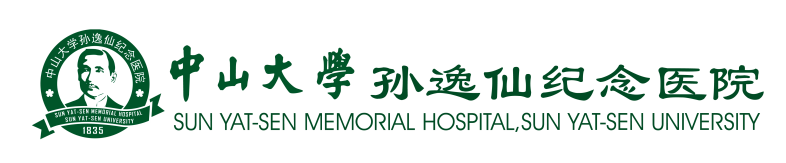 中山大学孙逸仙纪念医院
SUN YAT-SEN MEMORIAL HOSPITAL
SUN YAT-SEN UNIVERSITY
1835
中山大學 孙逸仙纪念医院
SUN YAT-SEN MEMORIAL HOSPITAL,SUN YAT-SEN UNIVERSITY